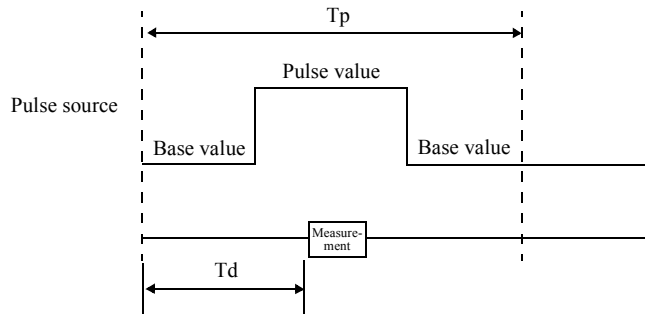 Tp
Pulse value
Pulse source
Base value
Base value
Measure-
ment
Td